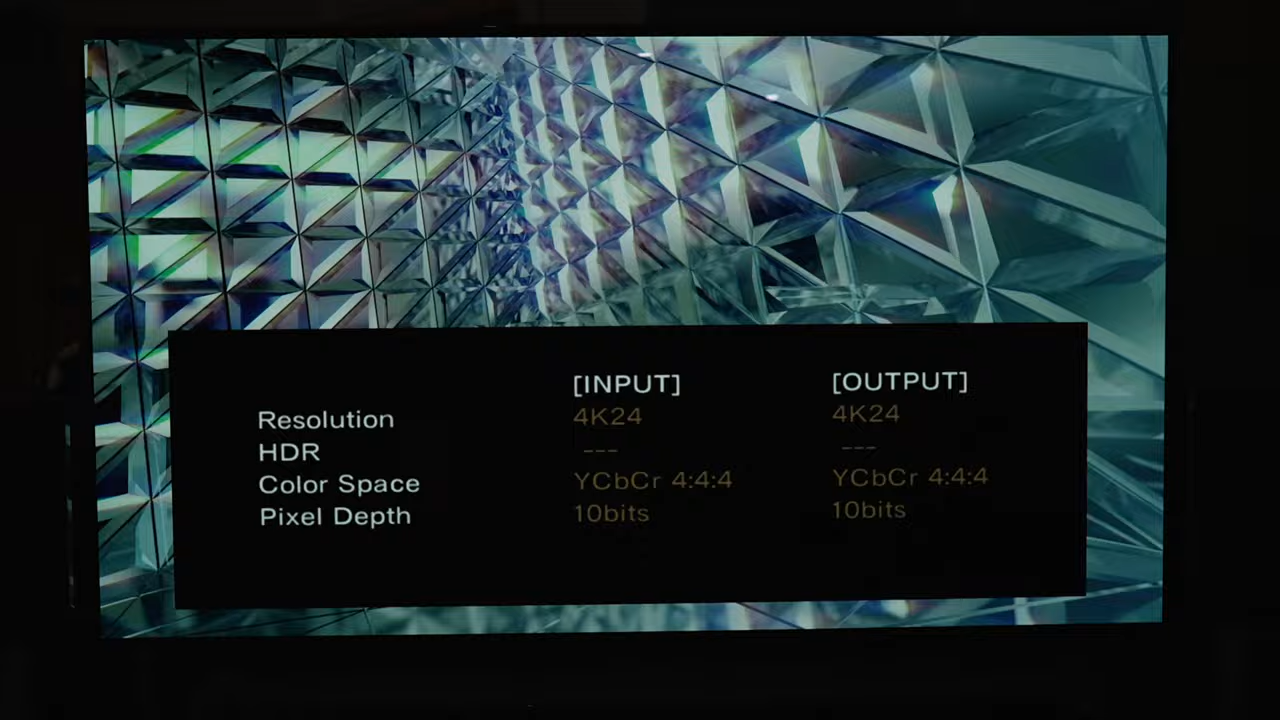 [INPUT] [OUTPUT]
Resolution 4K24 4K24
HDR --- ---
Color Space YCbCr 4:4:4 YCbCr 4:4:4
Pixel Depth 10bits 10bits